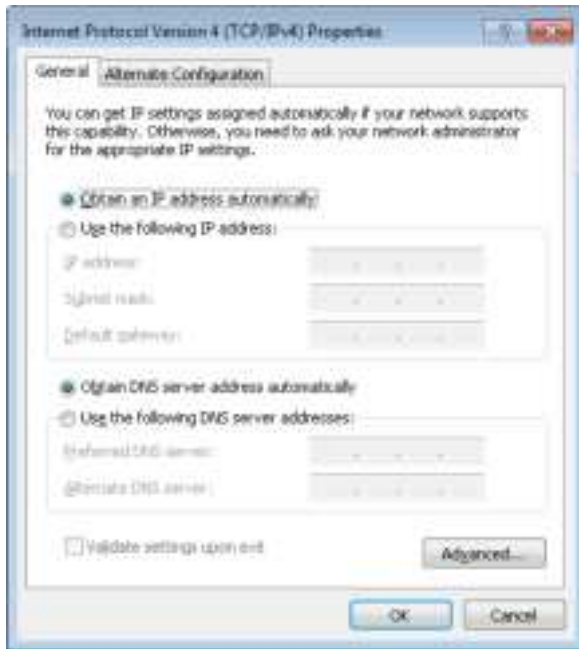 Internet Protocol Version 4 (TCP/IPv4) Properties
General
Alternate Configuration
You can get IP settings assigned automatically if your network supports
this capability. Otherwise, you need to ask your network administrator
for the appropriate IP settings.
Obtain an IP address automatically
Use the following IP address:
IP address:
Subnet mask:
Default gateway:
Obtain DNS server address automatically
Use the following DNS server addresses:
Preferred DNS server:
Alternate DNS server:
Validate settings upon exit
Advanced...
OK
Cancel